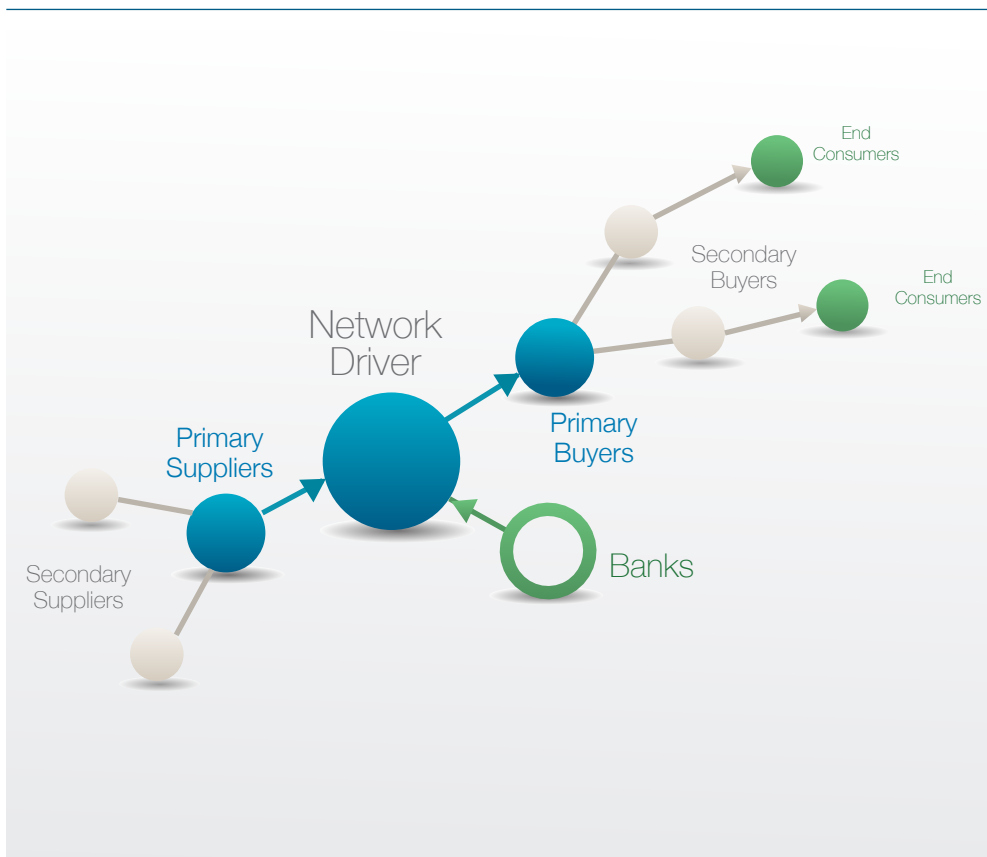 End
Consumers
Secondary
Buyers
End
Consumers
Network
Driver
Primary
Buyers
Primary
Suppliers
Banks
Secondary
Suppliers